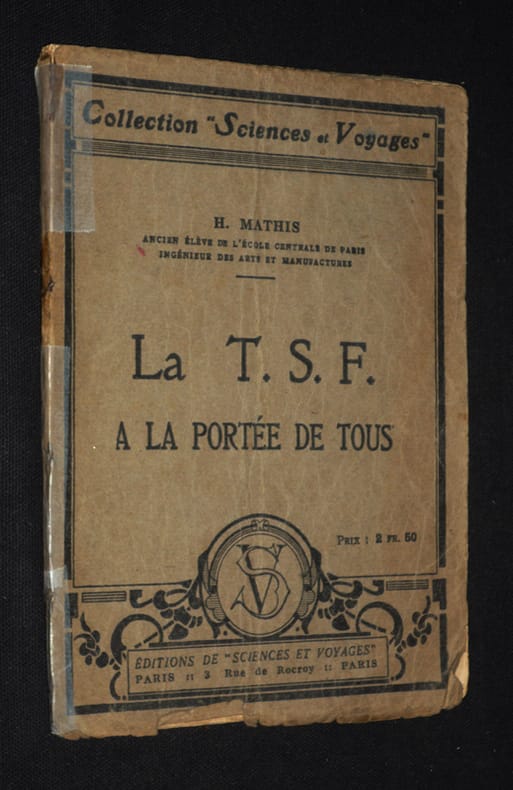 Collection "Sciences et Voyages"
H. MATHIS
ANCIEN ÉLÈVE DE L'ÉCOLE CENTRALE DE PARIS
INGÉNIEUR DES ARTS ET MANUFACTURES
La T. S. F.
A LA PORTÉE DE TOUS
PRIX : 2 FR. 50
SV
ÉDITIONS DE "SCIENCES ET VOYAGES"
PARIS :: 3 Rue de Rocroy :: PARIS